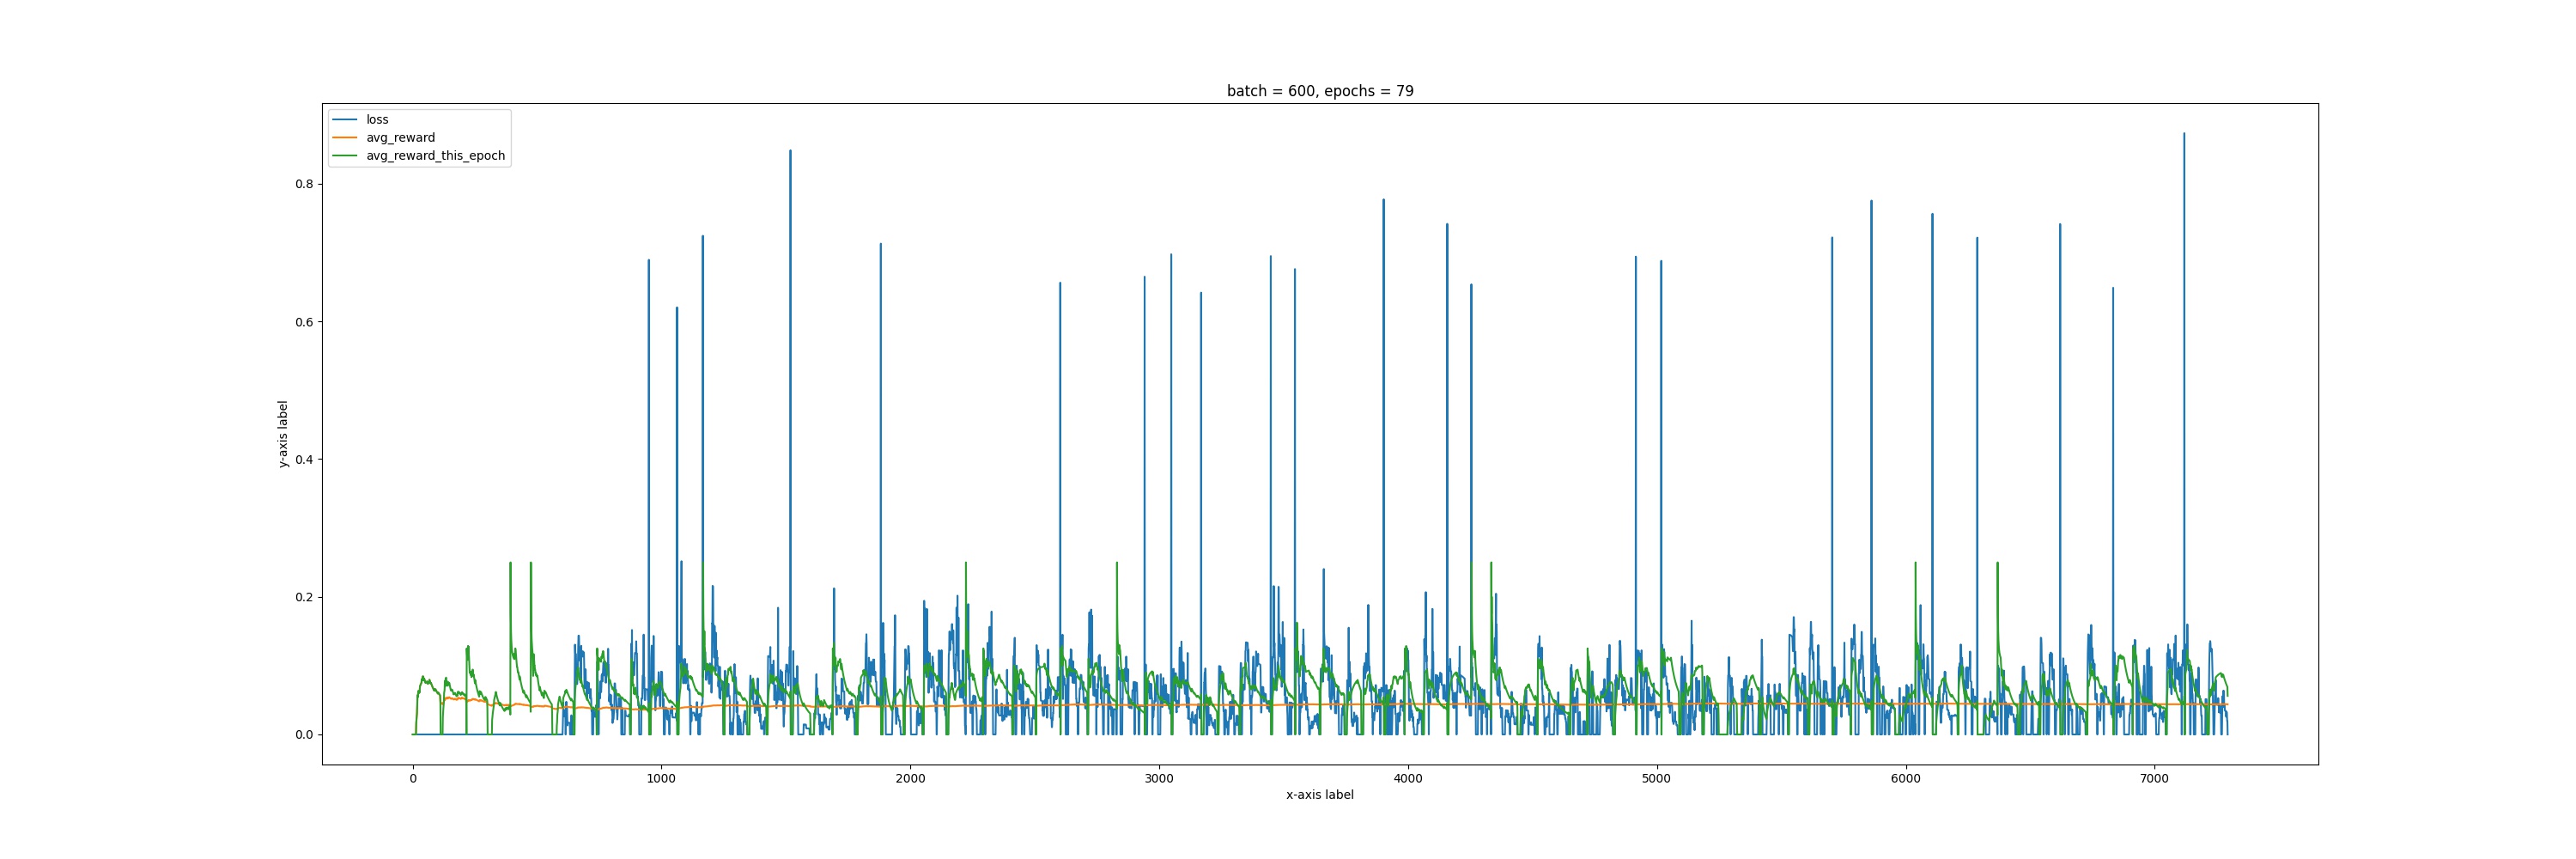 batch = 600, epochs = 79
loss
avg_reward
avg_reward_this_epoch
0.8
0.6
0.4
0.2
0.0
y-axis label
0 1000 2000 3000 4000 5000 6000 7000
x-axis label